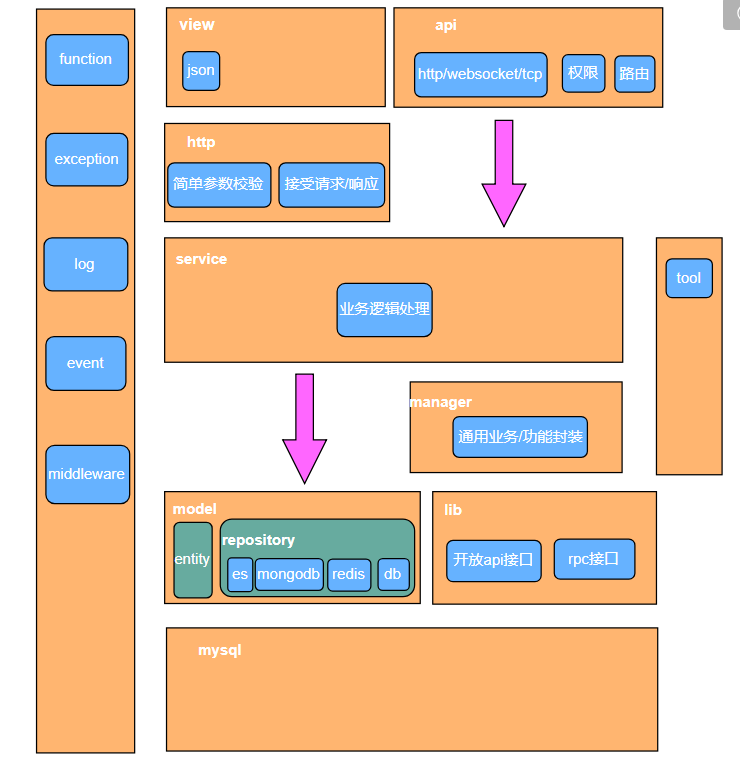 function
exception
log
event
middleware
view
json
api
http/websocket/tcp
权限
路由
http
简单参数校验
接受请求/响应
service
业务逻辑处理
tool
manager
通用业务/功能封装
model
entity
repository
es
mongodb
redis
db
lib
开放api接口
rpc接口
mysql